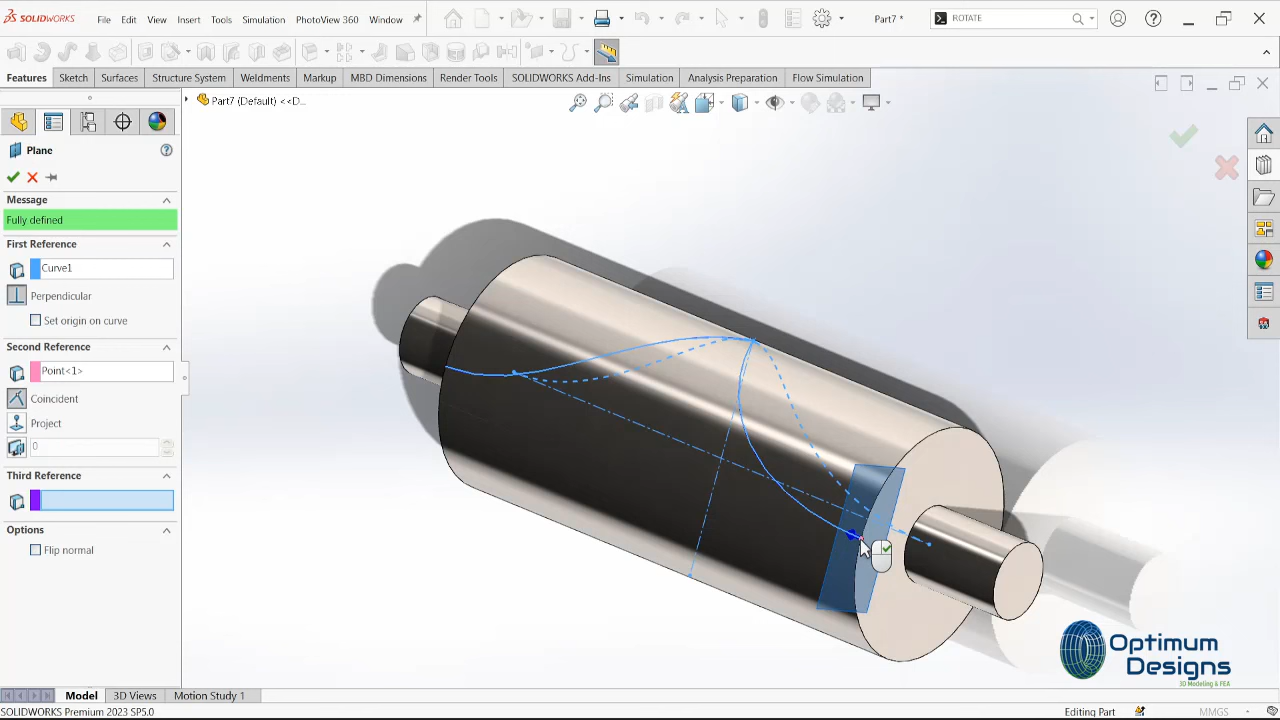 SOLIDWORKS File Edit View Insert Tools Simulation PhotoView 360 Window Part7 * ROTATE
Features Sketch Surfaces Structure System Weldments Markup MBD Dimensions Render Tools SOLIDWORKS Add-Ins Simulation Analysis Preparation Flow Simulation
Part7 (Default) <<D...
Plane
Message
Fully defined
First Reference
Curve1
Perpendicular
Set origin on curve
Second Reference
Point<1>
Coincident
Project
0
Third Reference
Options
Flip normal
Optimum
Designs
3D Modeling & FEA
Model 3D Views Motion Study 1
SOLIDWORKS Premium 2023 SP5.0 Editing Part MMGS